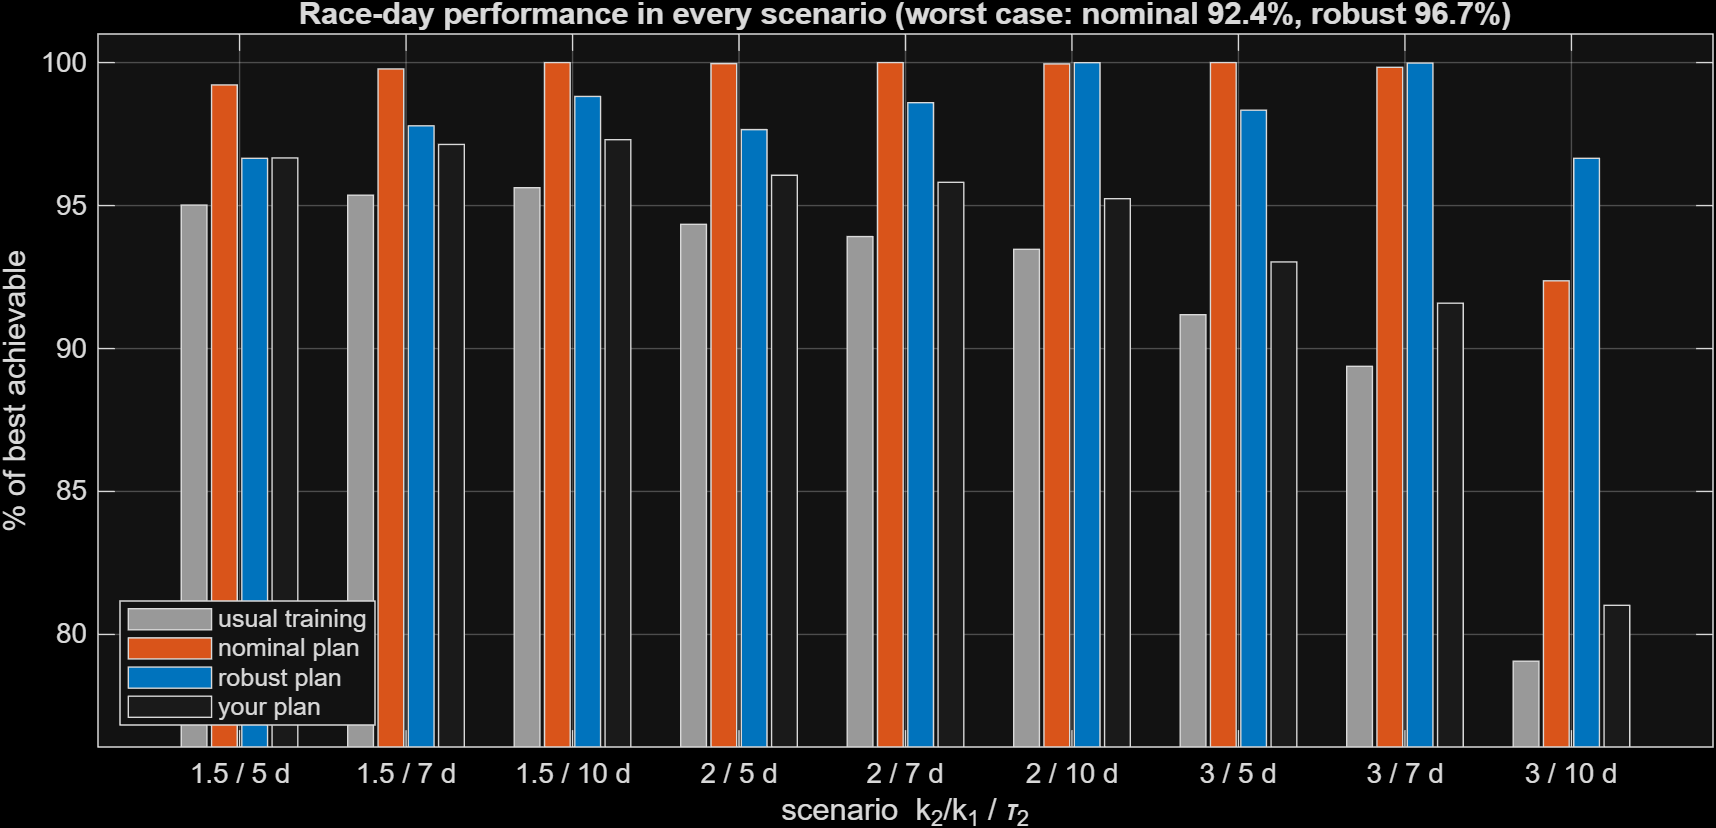 Race-day performance in every scenario (worst case: nominal 92.4%, robust 96.7%)
% of best achievable
100
95
90
85
80
usual training
nominal plan
robust plan
your plan
1.5 / 5 d 1.5 / 7 d 1.5 / 10 d 2 / 5 d 2 / 7 d 2 / 10 d 3 / 5 d 3 / 7 d 3 / 10 d
scenario k₂/k₁ / τ₂